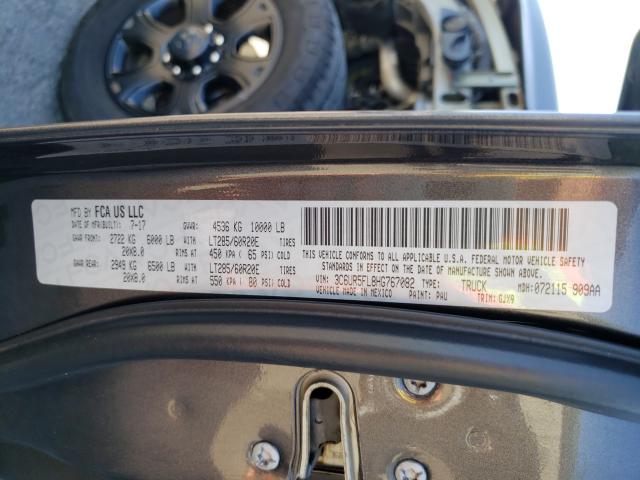 MFD BY FCA US LLC
DATE OF MFR(BUILT): 7-17 GVWR: 4536 KG 10000 LB
GAWR FRONT: 2722 KG 6000 LB WITH LT285/60R20E TIRES
20X8.0 RIMS AT 450 KPA ( 65 PSI) COLD
GAWR REAR: 2949 KG 6500 LB WITH LT285/60R20E TIRES
20X8.0 RIMS AT 550 KPA ( 80 PSI) COLD
THIS VEHICLE CONFORMS TO ALL APPLICABLE U.S.A. FEDERAL MOTOR VEHICLE
SAFETY STANDARDS IN EFFECT ON THE DATE OF MANUFACTURE SHOWN ABOVE.
VIN: 3C6UR5FL8HG767082 TYPE: TRUCK MDH: 072115 909AA
VEHICLE MADE IN MEXICO PAINT: PAU TRIM: GJX9